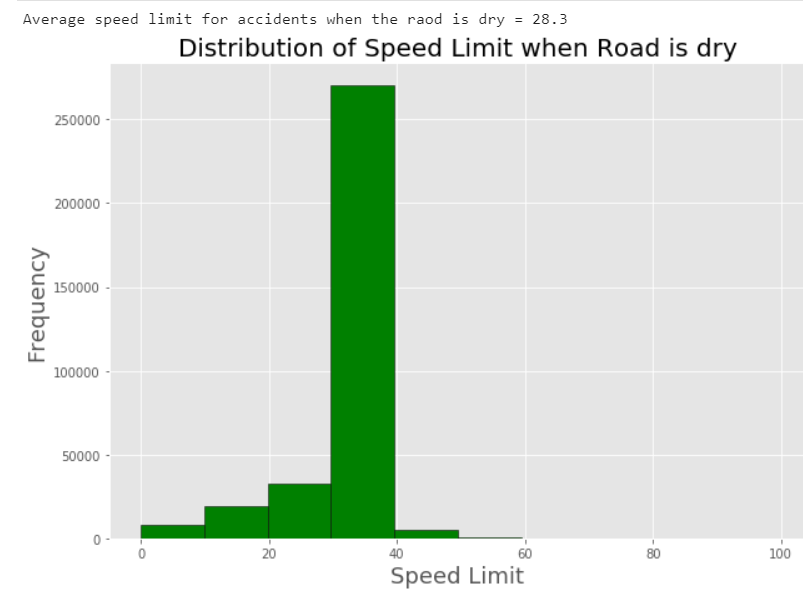 Average speed limit for accidents when the raod is dry = 28.3
Distribution of Speed Limit when Road is dry
250000
200000
150000
100000
50000
0
Frequency
0 20 40 60 80 100
Speed Limit